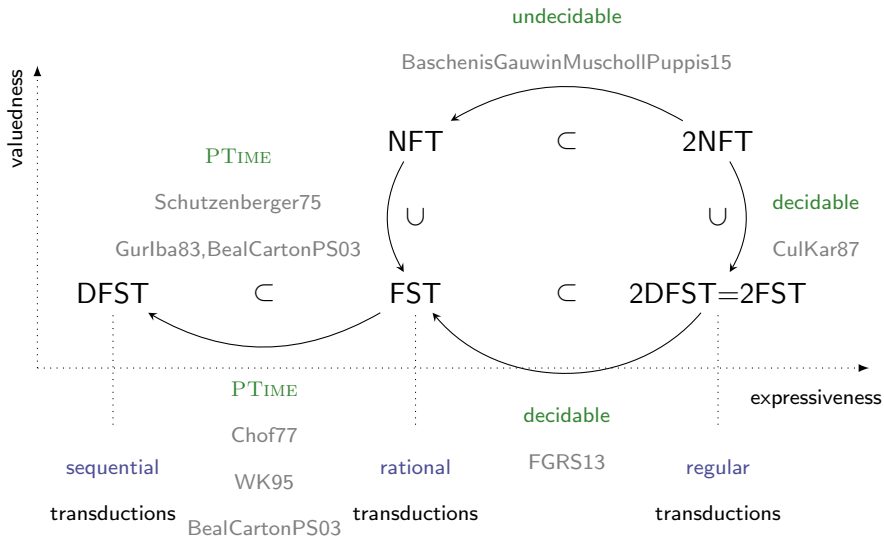 undecidable
BaschenisGauwinMuschollPuppis15
valuedness
NFT ⊂ 2NFT
PTIME
Schutzenberger75
GurIba83,BealCartonPS03
∪ ∪
decidable
CulKar87
DFST ⊂ FST ⊂ 2DFST=2FST
expressiveness
PTIME
Chof77
WK95
BealCartonPS03
decidable
FGRS13
sequential
transductions
rational
transductions
regular
transductions